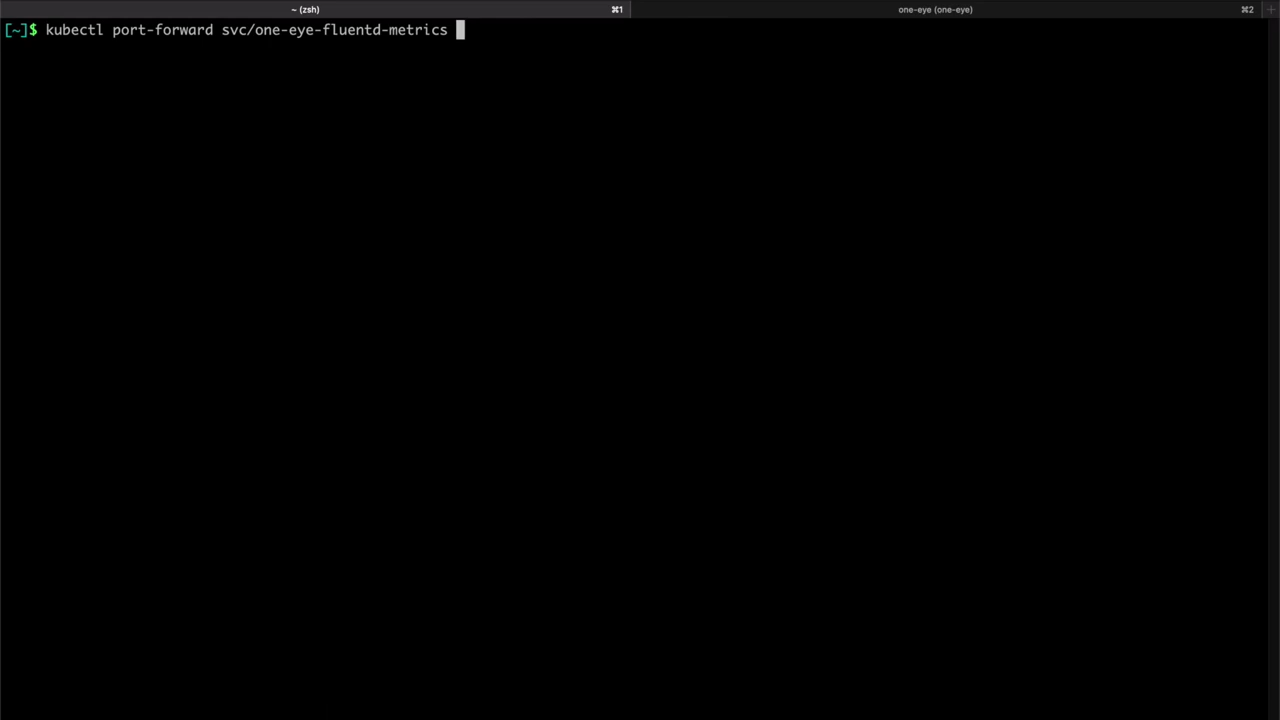 ~ (zsh) ⌘1 one-eye (one-eye) ⌘2 +
[~]$ kubectl port-forward svc/one-eye-fluentd-metrics